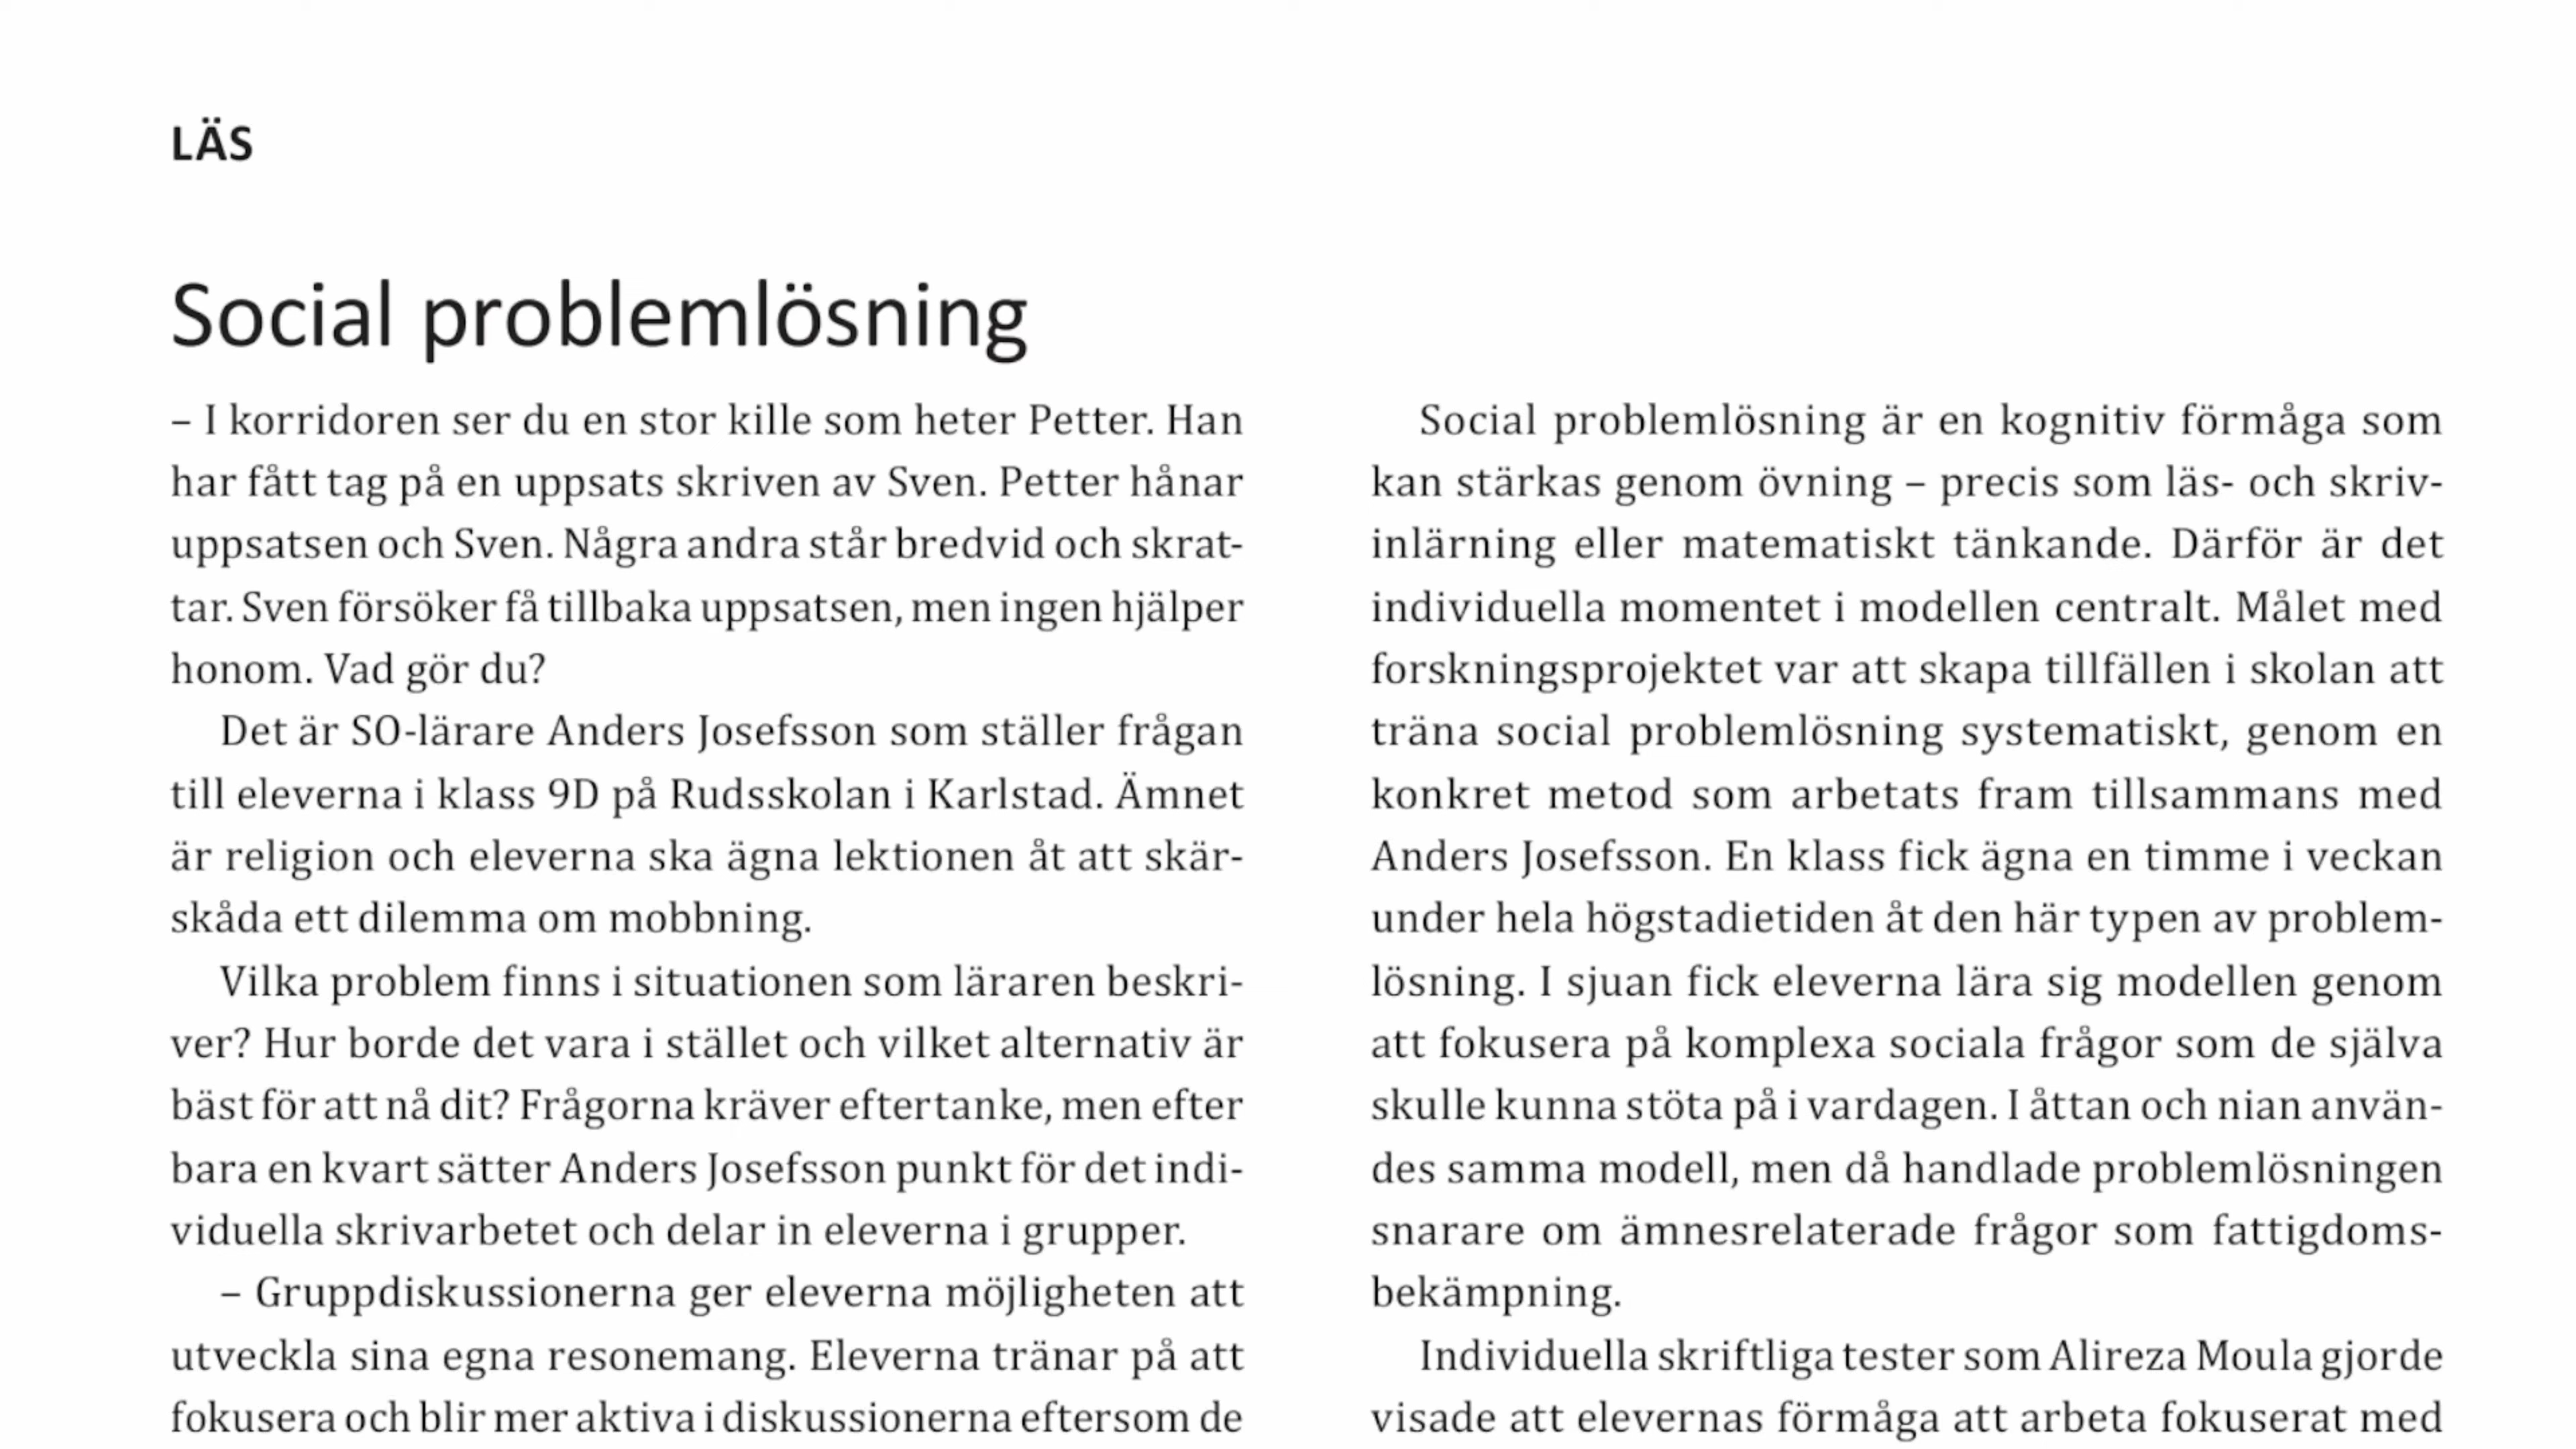 LÄS
Social problemlösning
– I korridoren ser du en stor kille som heter Petter. Han
har fått tag på en uppsats skriven av Sven. Petter hånar
uppsatsen och Sven. Några andra står bredvid och skrat-
tar. Sven försöker få tillbaka uppsatsen, men ingen hjälper
honom. Vad gör du?
Det är SO-lärare Anders Josefsson som ställer frågan
till eleverna i klass 9D på Rudsskolan i Karlstad. Ämnet
är religion och eleverna ska ägna lektionen åt att skär-
skåda ett dilemma om mobbning.
Vilka problem finns i situationen som läraren beskri-
ver? Hur borde det vara i stället och vilket alternativ är
bäst för att nå dit? Frågorna kräver eftertanke, men efter
bara en kvart sätter Anders Josefsson punkt för det indi-
viduella skrivarbetet och delar in eleverna i grupper.
– Gruppdiskussionerna ger eleverna möjligheten att
utveckla sina egna resonemang. Eleverna tränar på att
fokusera och blir mer aktiva i diskussionerna eftersom de
Social problemlösning är en kognitiv förmåga som
kan stärkas genom övning – precis som läs- och skriv-
inlärning eller matematiskt tänkande. Därför är det
individuella momentet i modellen centralt. Målet med
forskningsprojektet var att skapa tillfällen i skolan att
träna social problemlösning systematiskt, genom en
konkret metod som arbetats fram tillsammans med
Anders Josefsson. En klass fick ägna en timme i veckan
under hela högstadietiden åt den här typen av problem-
lösning. I sjuan fick eleverna lära sig modellen genom
att fokusera på komplexa sociala frågor som de själva
skulle kunna stöta på i vardagen. I åttan och nian använ-
des samma modell, men då handlade problemlösningen
snarare om ämnesrelaterade frågor som fattigdoms-
bekämpning.
Individuella skriftliga tester som Alireza Moula gjorde
visade att elevernas förmåga att arbeta fokuserat med